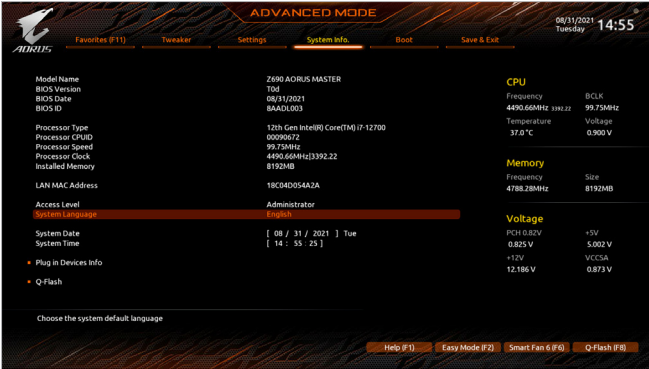 ADVANCED MODE
08/31/2021 Tuesday 14:55
AORUS
Favorites (F11) Tweaker Settings System Info. Boot Save & Exit
Model Name Z690 AORUS MASTER
BIOS Version T0d
BIOS Date 08/31/2021
BIOS ID 8AADL003
Processor Type 12th Gen Intel(R) Core(TM) i7-12700
Processor CPUID 00090672
Processor Speed 99.75MHz
Processor Clock 4490.66MHz|3392.22
Installed Memory 8192MB
LAN MAC Address 18C04D054A2A
Access Level Administrator
System Language English
System Date [ 08 / 31 / 2021 ] Tue
System Time [ 14 : 55 : 25 ]
Plug in Devices Info
Q-Flash
Choose the system default language
CPU
Frequency BCLK
4490.66MHz 3392.22 99.75MHz
Temperature Voltage
37.0 °C 0.900 V
Memory
Frequency Size
4788.28MHz 8192MB
Voltage
PCH 0.82V +5V
0.825 V 5.002 V
+12V VCCSA
12.186 V 0.873 V
Help (F1) Easy Mode (F2) Smart Fan 6 (F6) Q-Flash (F8)